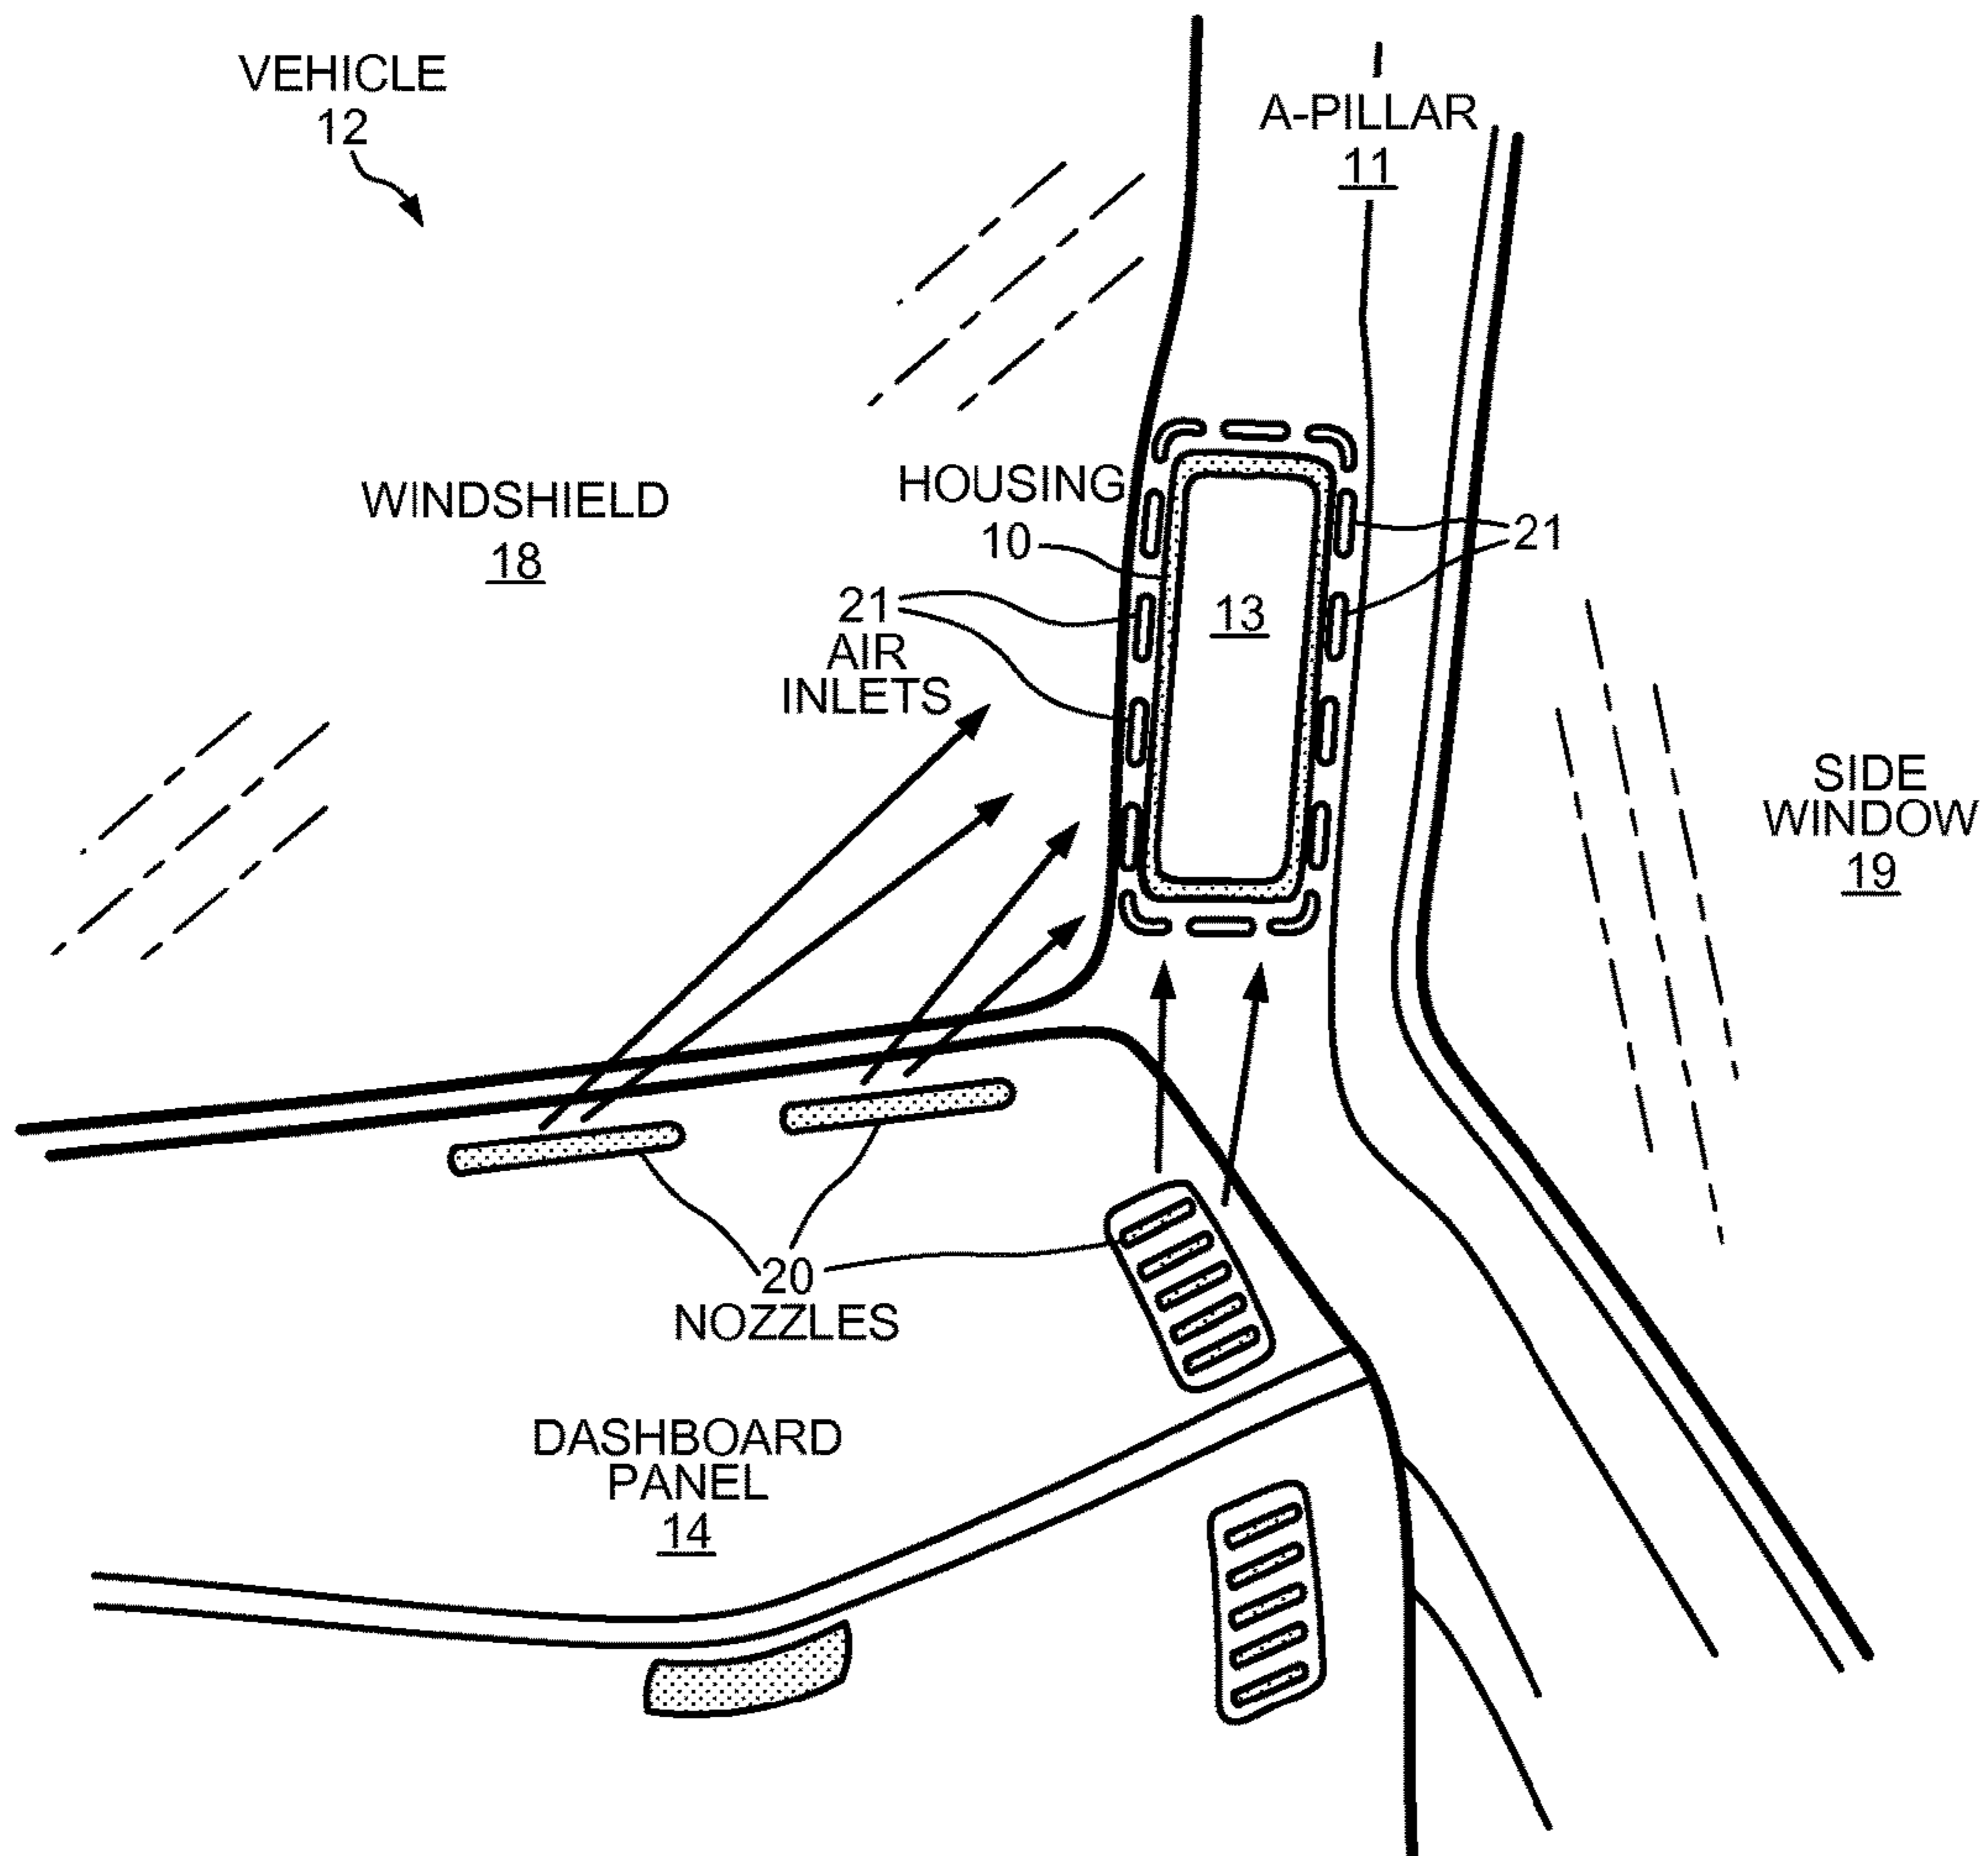 VEHICLE
12
A-PILLAR
11
HOUSING
10
WINDSHIELD
18
21
21
AIR
INLETS
13
SIDE
WINDOW
19
20
NOZZLES
DASHBOARD
PANEL
14